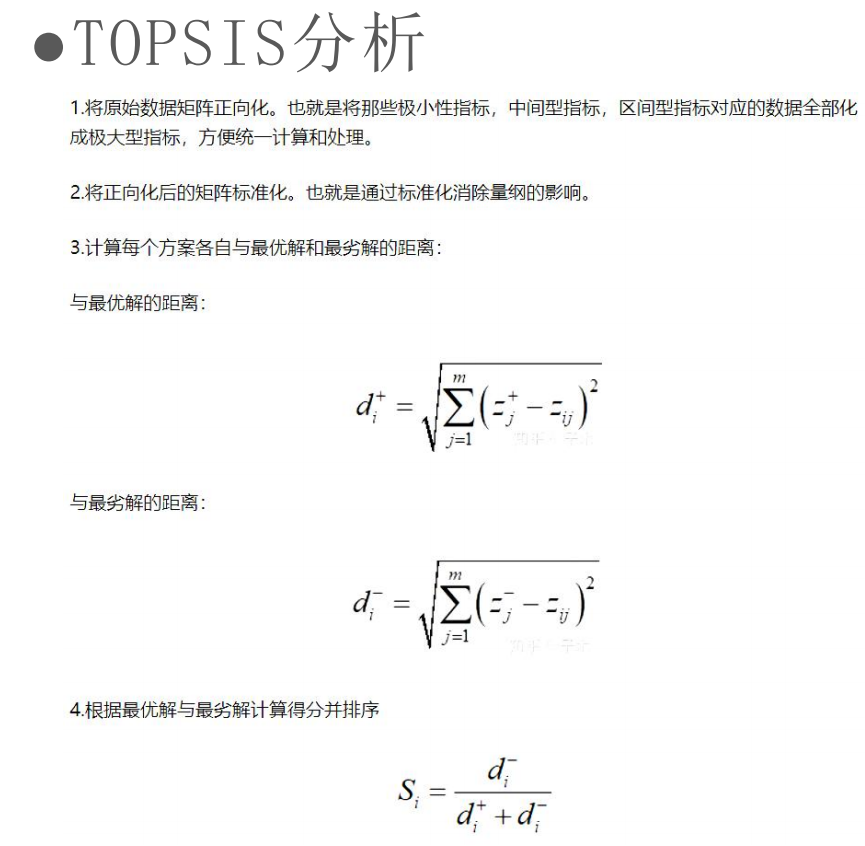 ●TOPSIS分析
1.将原始数据矩阵正向化。也就是将那些极小性指标，中间型指标，区间型指标对应的数据全部化
成极大型指标，方便统一计算和处理。
2.将正向化后的矩阵标准化。也就是通过标准化消除量纲的影响。
3.计算每个方案各自与最优解和最劣解的距离：
与最优解的距离：
d_i^+ = \sqrt{\sum_{j=1}^{m} (z_j^+ - z_{ij})^2}
与最劣解的距离：
d_i^- = \sqrt{\sum_{j=1}^{m} (z_j^- - z_{ij})^2}
4.根据最优解与最劣解计算得分并排序
S_i = \frac{d_i^-}{d_i^+ + d_i^-}